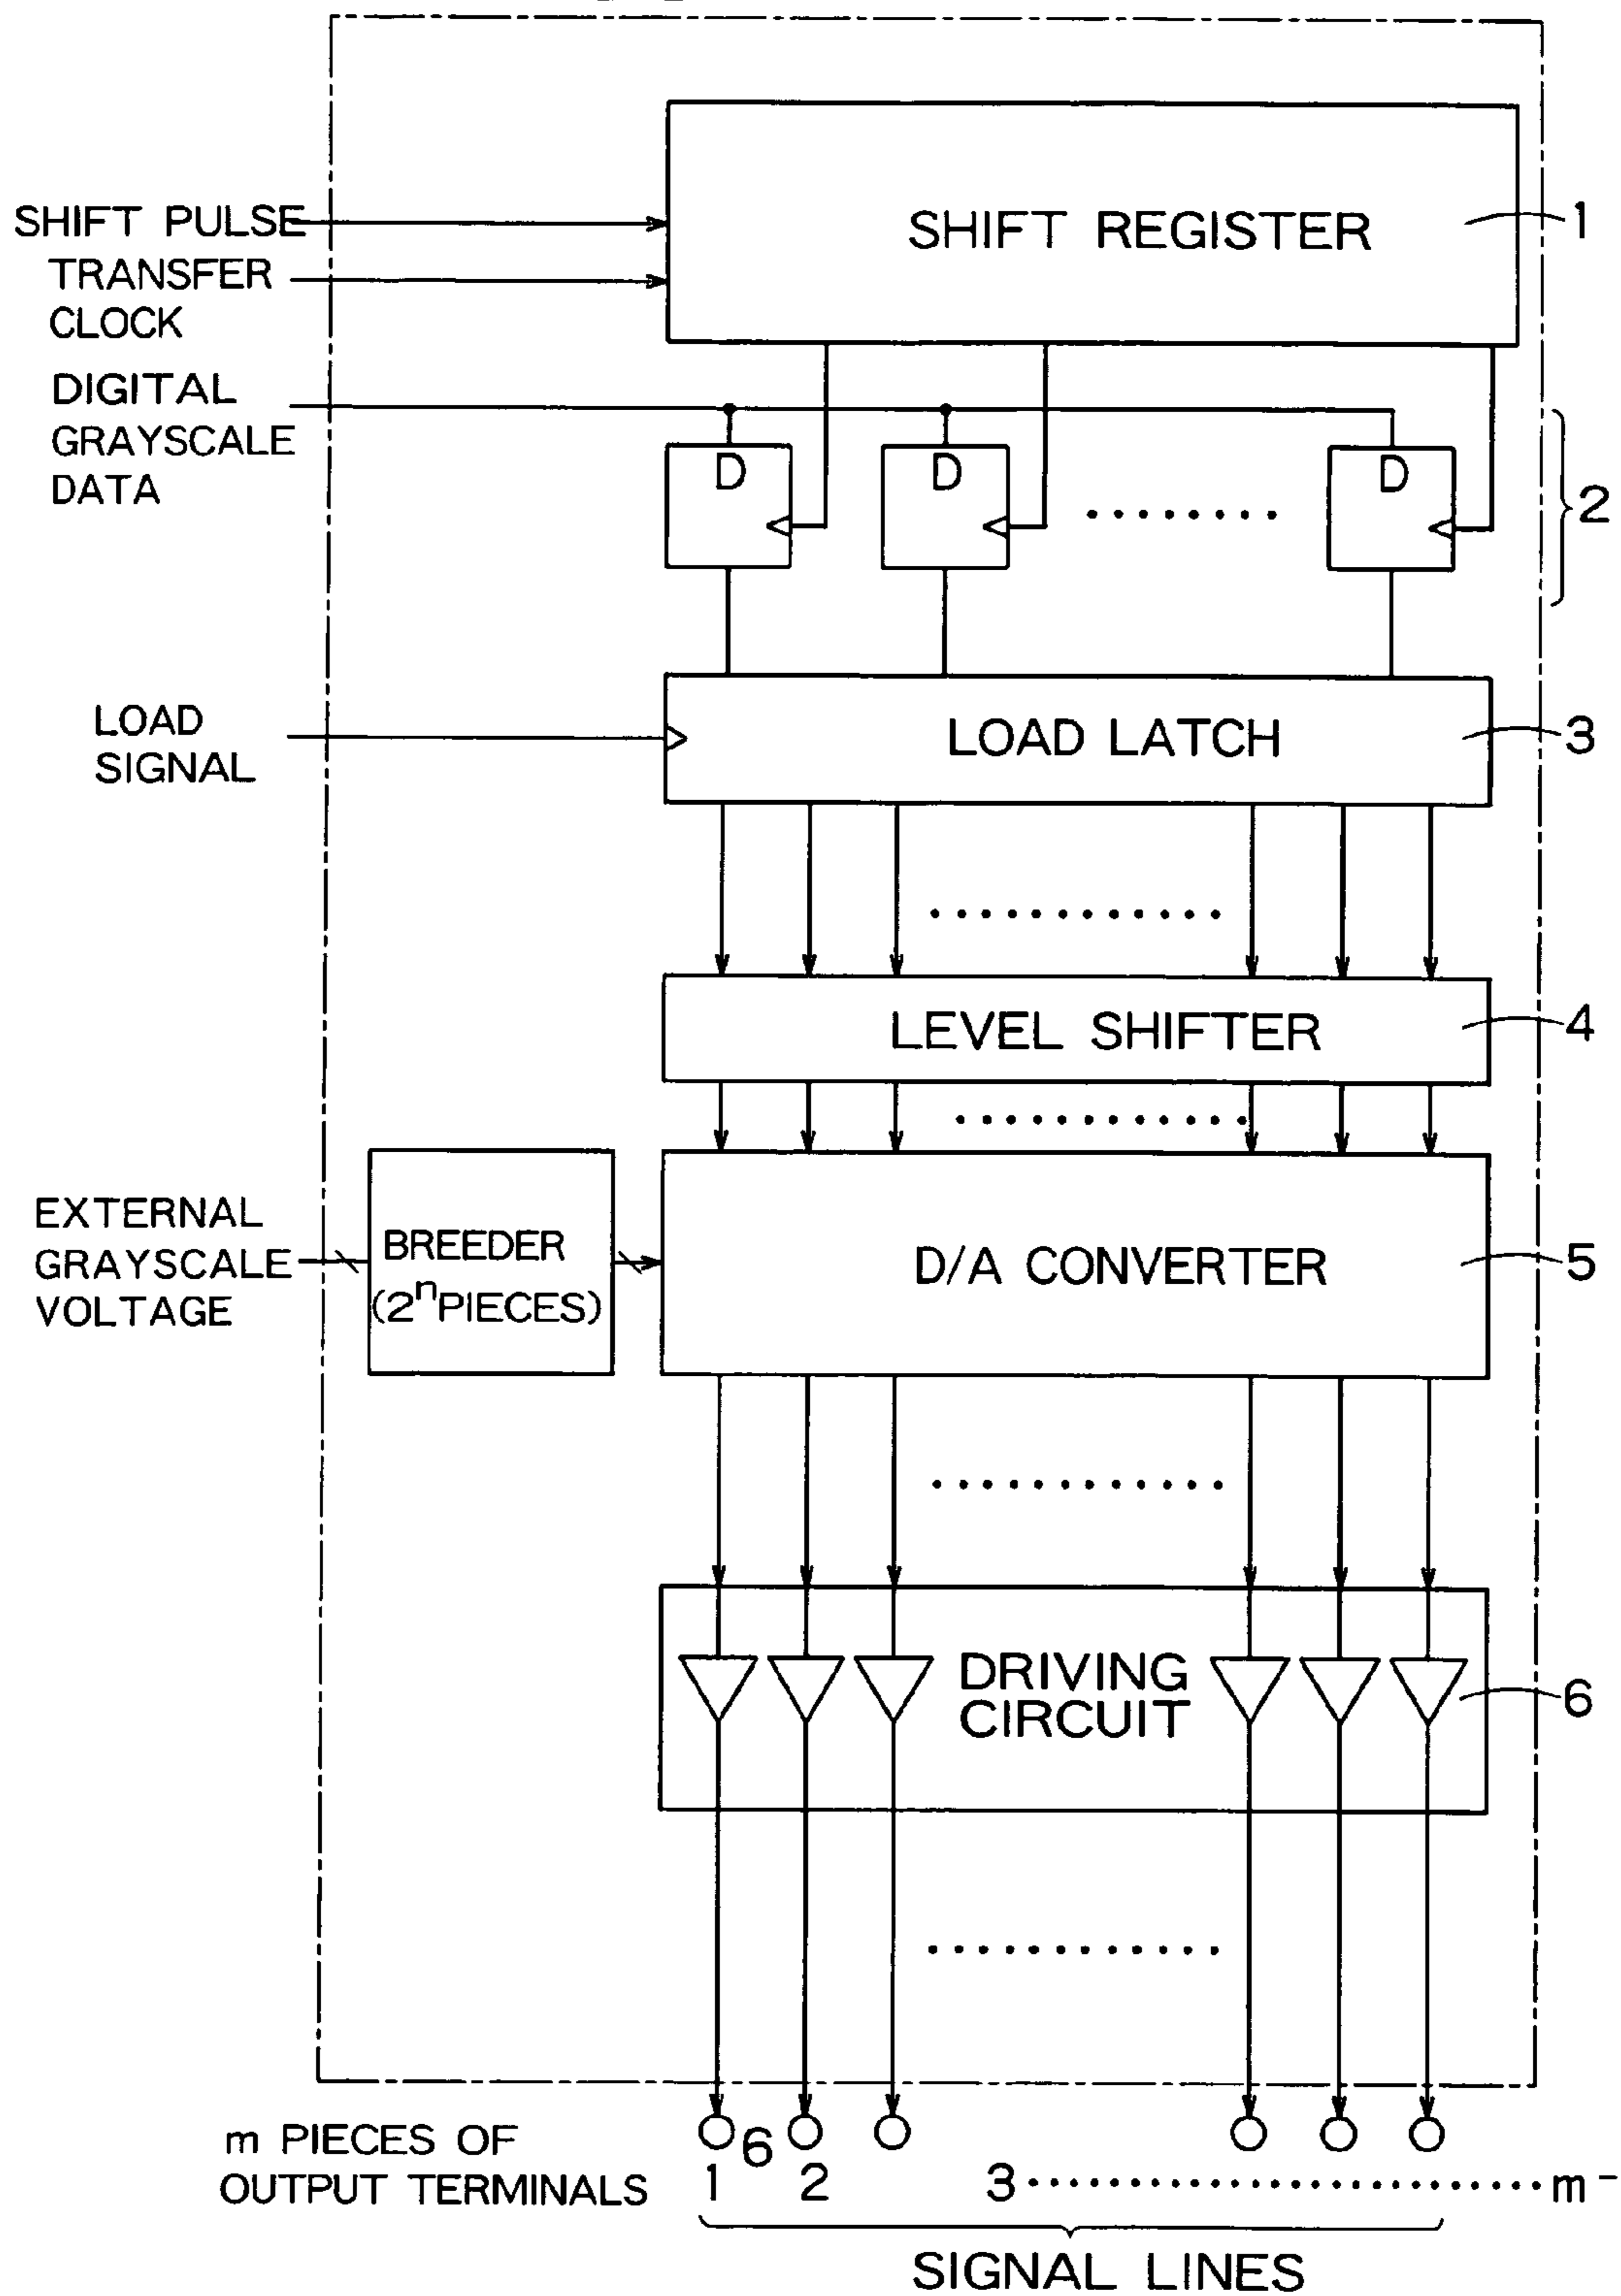 SHIFT REGISTER
1
SHIFT PULSE
TRANSFER
CLOCK
DIGITAL
GRAYSCALE
DATA
D
D
D
2
LOAD
SIGNAL
LOAD LATCH
3
LEVEL SHIFTER
4
EXTERNAL
GRAYSCALE
VOLTAGE
BREEDER
(2ⁿ PIECES)
D/A CONVERTER
5
DRIVING
CIRCUIT
6
m PIECES OF
OUTPUT TERMINALS
6
1 2 3 m
SIGNAL LINES